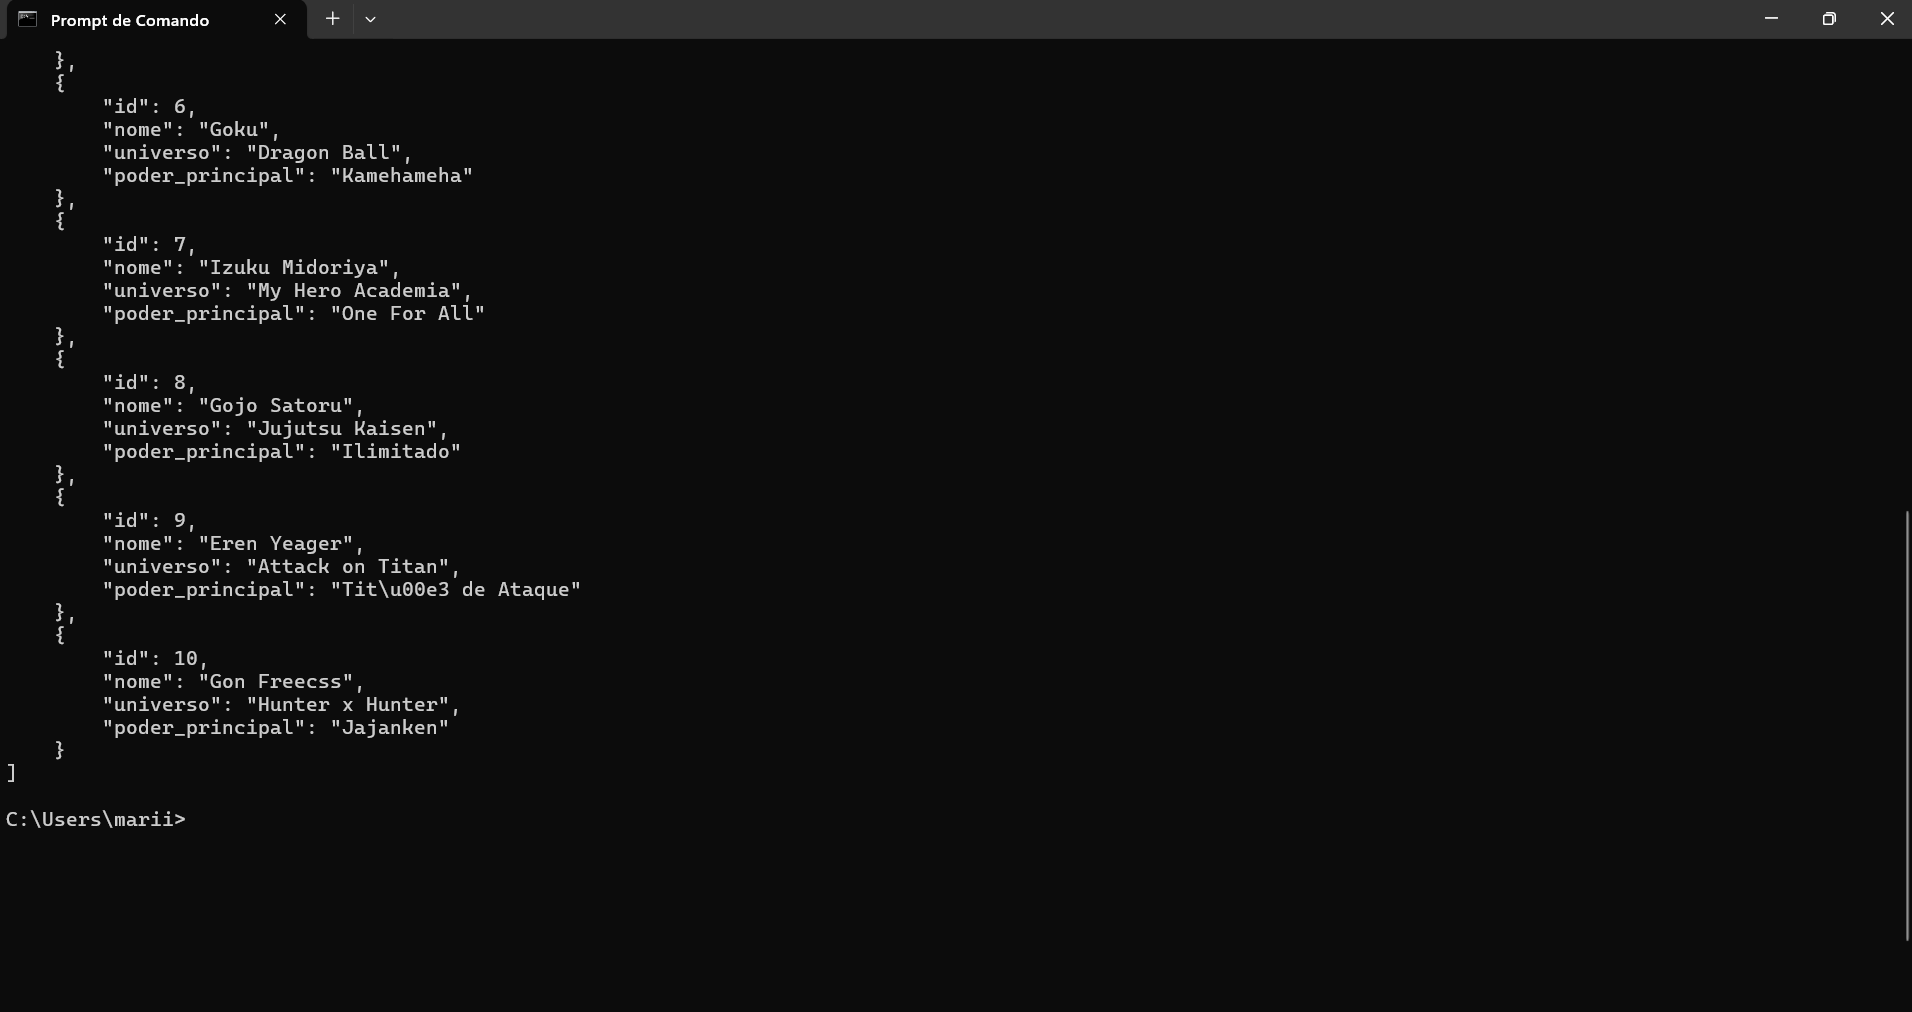 Prompt de Comando
    },
    {
        "id": 6,
        "nome": "Goku",
        "universo": "Dragon Ball",
        "poder_principal": "Kamehameha"
    },
    {
        "id": 7,
        "nome": "Izuku Midoriya",
        "universo": "My Hero Academia",
        "poder_principal": "One For All"
    },
    {
        "id": 8,
        "nome": "Gojo Satoru",
        "universo": "Jujutsu Kaisen",
        "poder_principal": "Ilimitado"
    },
    {
        "id": 9,
        "nome": "Eren Yeager",
        "universo": "Attack on Titan",
        "poder_principal": "Tit\u00e3 de Ataque"
    },
    {
        "id": 10,
        "nome": "Gon Freecss",
        "universo": "Hunter x Hunter",
        "poder_principal": "Jajanken"
    }
]
C:\Users\marii>